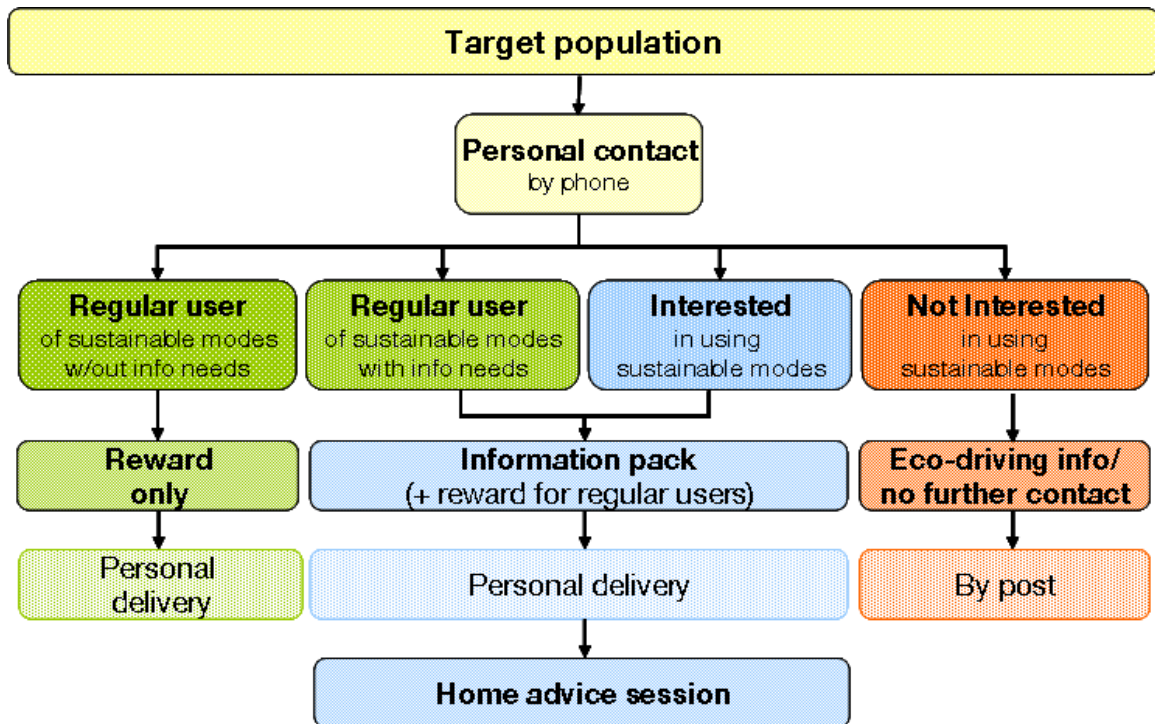 Target population
Personal contact
by phone
Regular user
of sustainable modes
w/out info needs
Regular user
of sustainable modes
with info needs
Interested
in using
sustainable modes
Not Interested
in using
sustainable modes
Reward
only
Information pack
(+ reward for regular users)
Eco-driving info/
no further contact
Personal
delivery
Personal delivery
By post
Home advice session